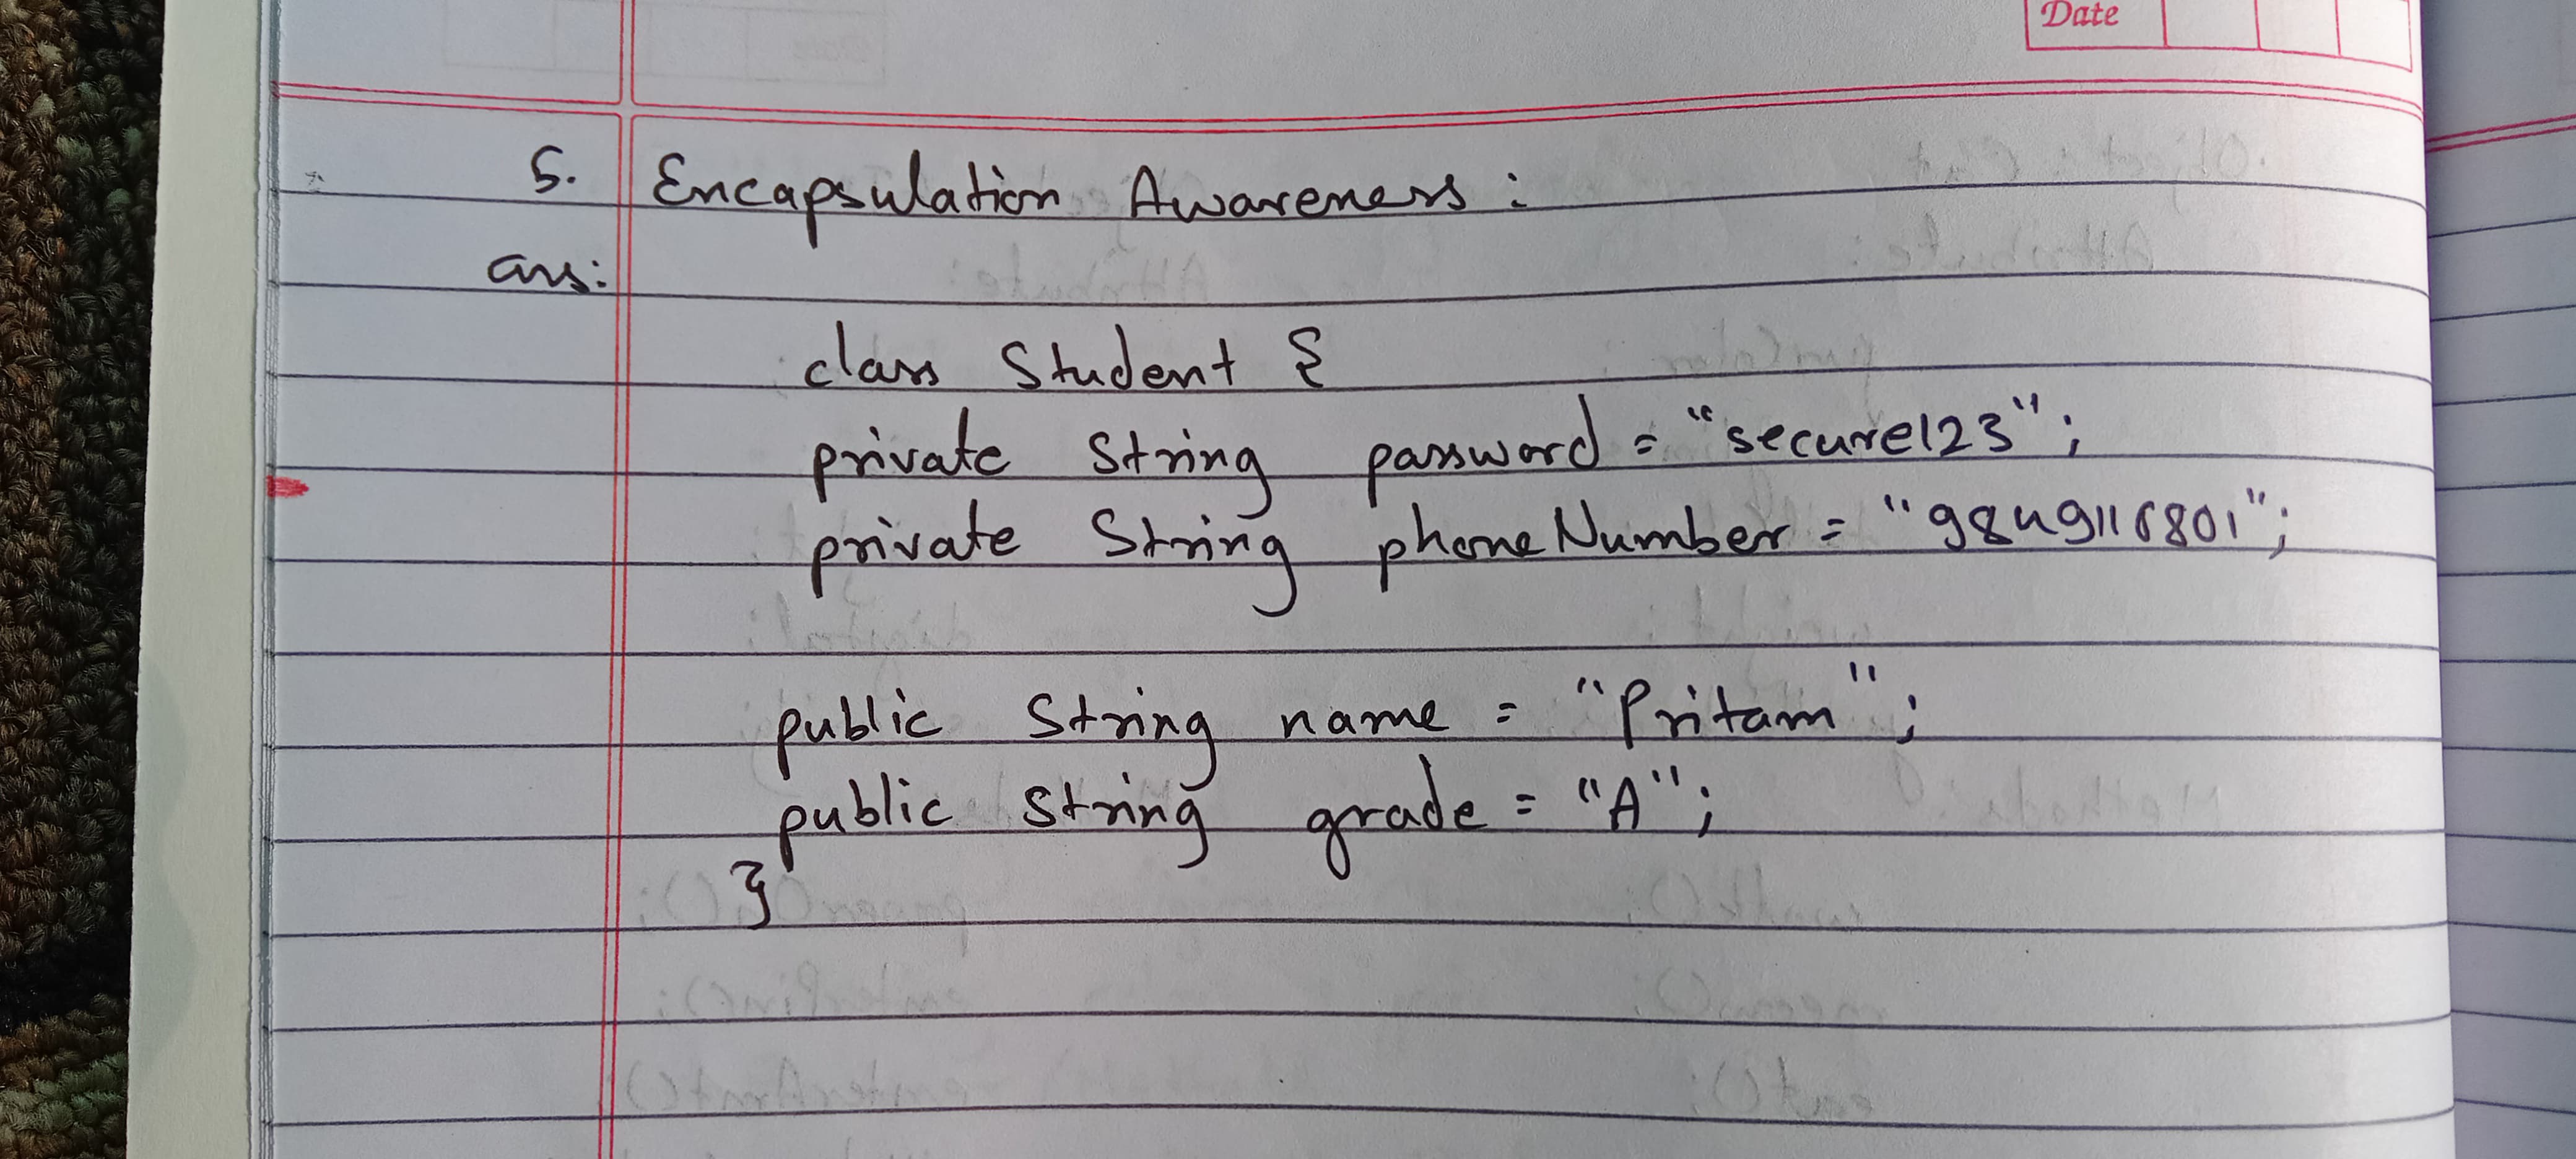 Date
5. Encapsulation Awareness :
ans:
class Student {
private String password = "secure123";
private String phoneNumber = "9849116801";
public String name = "Pritam";
public String grade = "A";
}